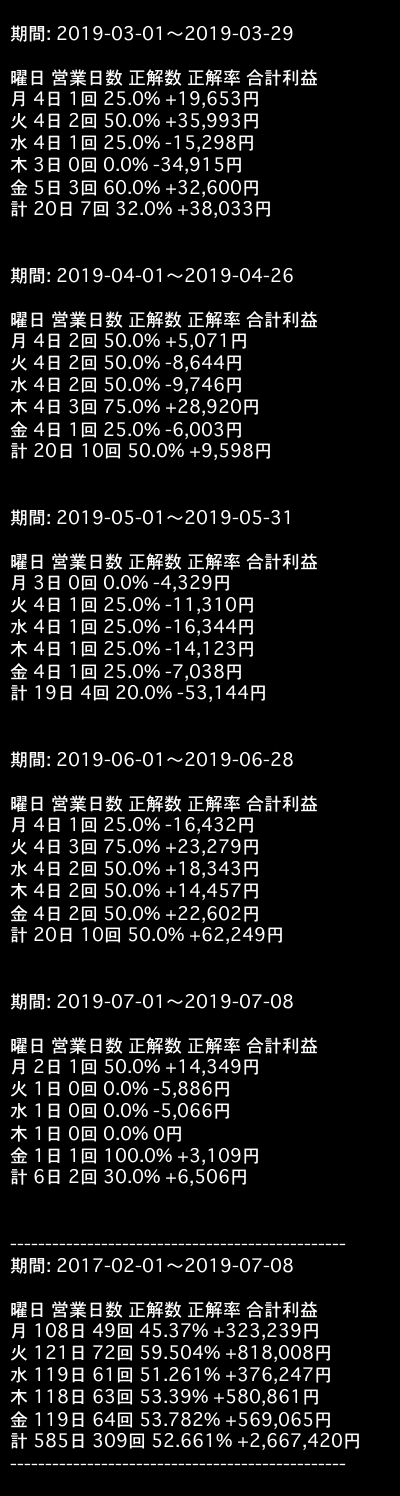 期間: 2019-03-01〜2019-03-29
曜日 営業日数 正解数 正解率 合計利益
月 4日 1回 25.0% +19,653円
火 4日 2回 50.0% +35,993円
水 4日 1回 25.0% -15,298円
木 3日 0回 0.0% -34,915円
金 5日 3回 60.0% +32,600円
計 20日 7回 32.0% +38,033円
期間: 2019-04-01〜2019-04-26
曜日 営業日数 正解数 正解率 合計利益
月 4日 2回 50.0% +5,071円
火 4日 2回 50.0% -8,644円
水 4日 2回 50.0% -9,746円
木 4日 3回 75.0% +28,920円
金 4日 1回 25.0% -6,003円
計 20日 10回 50.0% +9,598円
期間: 2019-05-01〜2019-05-31
曜日 営業日数 正解数 正解率 合計利益
月 3日 0回 0.0% -4,329円
火 4日 1回 25.0% -11,310円
水 4日 1回 25.0% -16,344円
木 4日 1回 25.0% -14,123円
金 4日 1回 25.0% -7,038円
計 19日 4回 20.0% -53,144円
期間: 2019-06-01〜2019-06-28
曜日 営業日数 正解数 正解率 合計利益
月 4日 1回 25.0% -16,432円
火 4日 3回 75.0% +23,279円
水 4日 2回 50.0% +18,343円
木 4日 2回 50.0% +14,457円
金 4日 2回 50.0% +22,602円
計 20日 10回 50.0% +62,249円
期間: 2019-07-01〜2019-07-08
曜日 営業日数 正解数 正解率 合計利益
月 2日 1回 50.0% +14,349円
火 1日 0回 0.0% -5,886円
水 1日 0回 0.0% -5,066円
木 1日 0回 0.0% 0円
金 1日 1回 100.0% +3,109円
計 6日 2回 30.0% +6,506円
------------------------------------------------
期間: 2017-02-01〜2019-07-08
曜日 営業日数 正解数 正解率 合計利益
月 108日 49回 45.37% +323,239円
火 121日 72回 59.504% +818,008円
水 119日 61回 51.261% +376,247円
木 118日 63回 53.39% +580,861円
金 119日 64回 53.782% +569,065円
計 585日 309回 52.661% +2,667,420円
------------------------------------------------